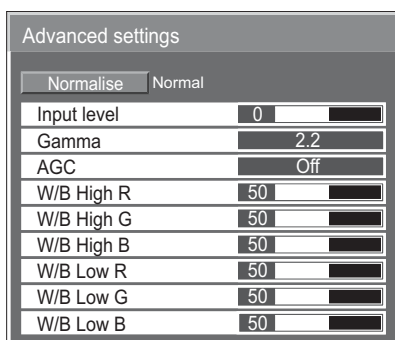 Advanced settings
Normalise Normal
Input level 0
Gamma 2.2
AGC Off
W/B High R 50
W/B High G 50
W/B High B 50
W/B Low R 50
W/B Low G 50
W/B Low B 50